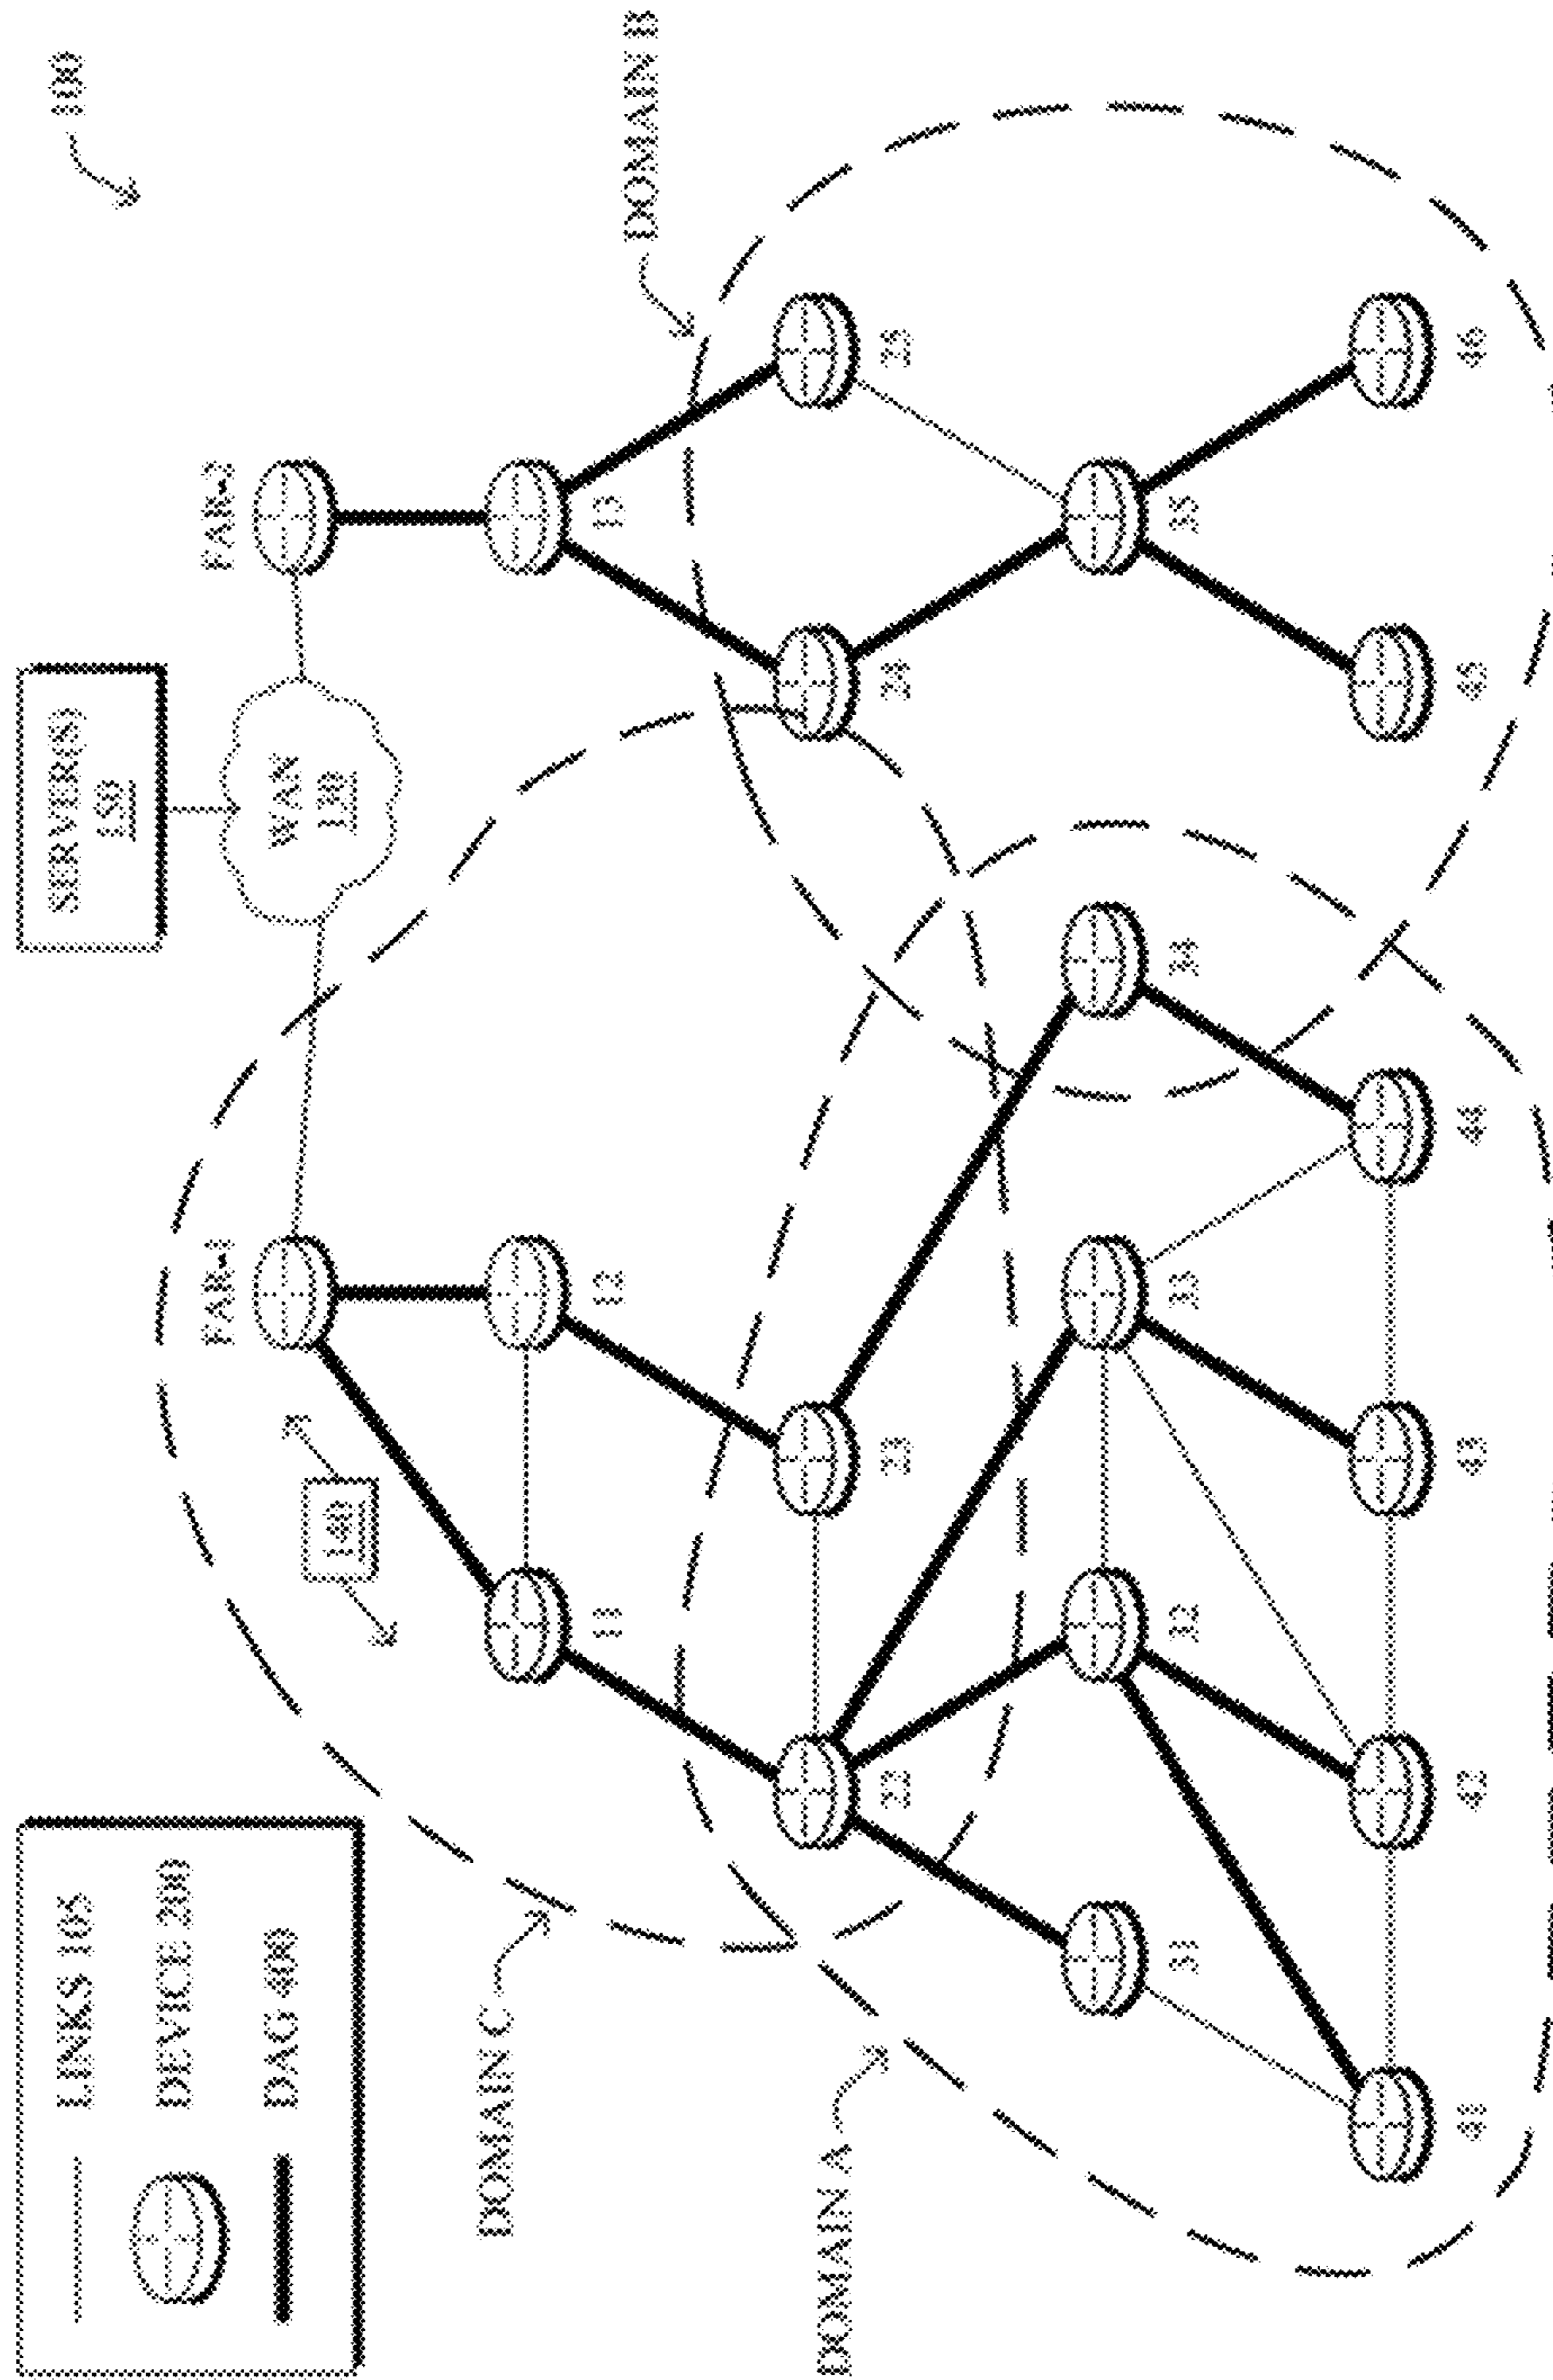 100
LINKS 105
DEVICE 200
DAG 400
SERVER(S)
150
WAN
130
FAR-1
FAR-2
140
DOMAIN C
DOMAIN B
DOMAIN A
11
12
13
22
23
24
25
31
32
33
34
35
41
42
43
44
45
46